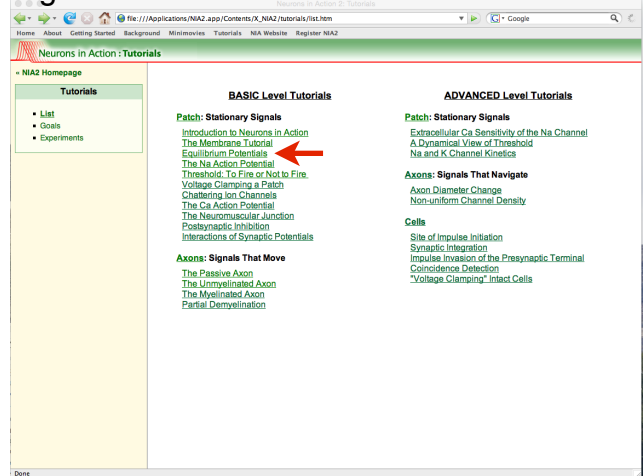 Neurons in Action 2: Tutorials
file:///Applications/NIA2.app/Contents/X_NIA2/tutorials/list.htm
Google
Home About Getting Started Background Minimovies Tutorials NIA Website Register NIA2
Neurons in Action : Tutorials
« NIA2 Homepage
Tutorials
List
Goals
Experiments
BASIC Level Tutorials
Patch: Stationary Signals
Introduction to Neurons in Action
The Membrane Tutorial
Equilibrium Potentials
The Na Action Potential
Threshold: To Fire or Not to Fire
Voltage Clamping a Patch
Chattering Ion Channels
The Ca Action Potential
The Neuromuscular Junction
Postsynaptic Inhibition
Interactions of Synaptic Potentials
Axons: Signals That Move
The Passive Axon
The Unmyelinated Axon
The Myelinated Axon
Partial Demyelination
ADVANCED Level Tutorials
Patch: Stationary Signals
Extracellular Ca Sensitivity of the Na Channel
A Dynamical View of Threshold
Na and K Channel Kinetics
Axons: Signals That Navigate
Axon Diameter Change
Non-uniform Channel Density
Cells
Site of Impulse Initiation
Synaptic Integration
Impulse Invasion of the Presynaptic Terminal
Coincidence Detection
"Voltage Clamping" Intact Cells
Done